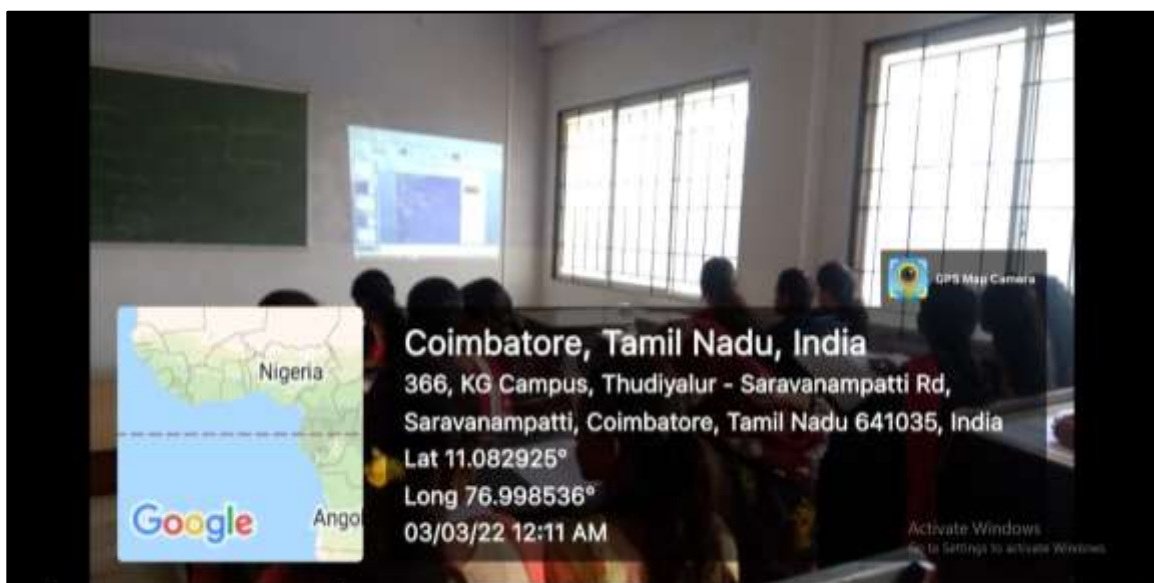 GPS Map Camera
Nigeria
Ango
Google
Coimbatore, Tamil Nadu, India
366, KG Campus, Thudiyalur - Saravanampatti Rd,
Saravanampatti, Coimbatore, Tamil Nadu 641035, India
Lat 11.082925°
Long 76.998536°
03/03/22 12:11 AM
Activate Windows
Go to Settings to activate Windows.